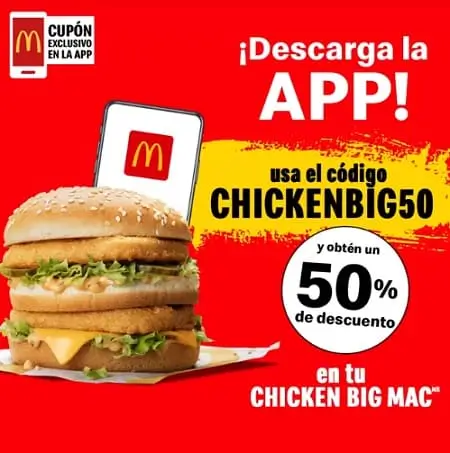 CUPÓN
EXCLUSIVO
EN LA APP
¡Descarga la
APP!
usa el código
CHICKENBIG50
y obtén un
50%
de descuento
en tu
CHICKEN BIG MAC